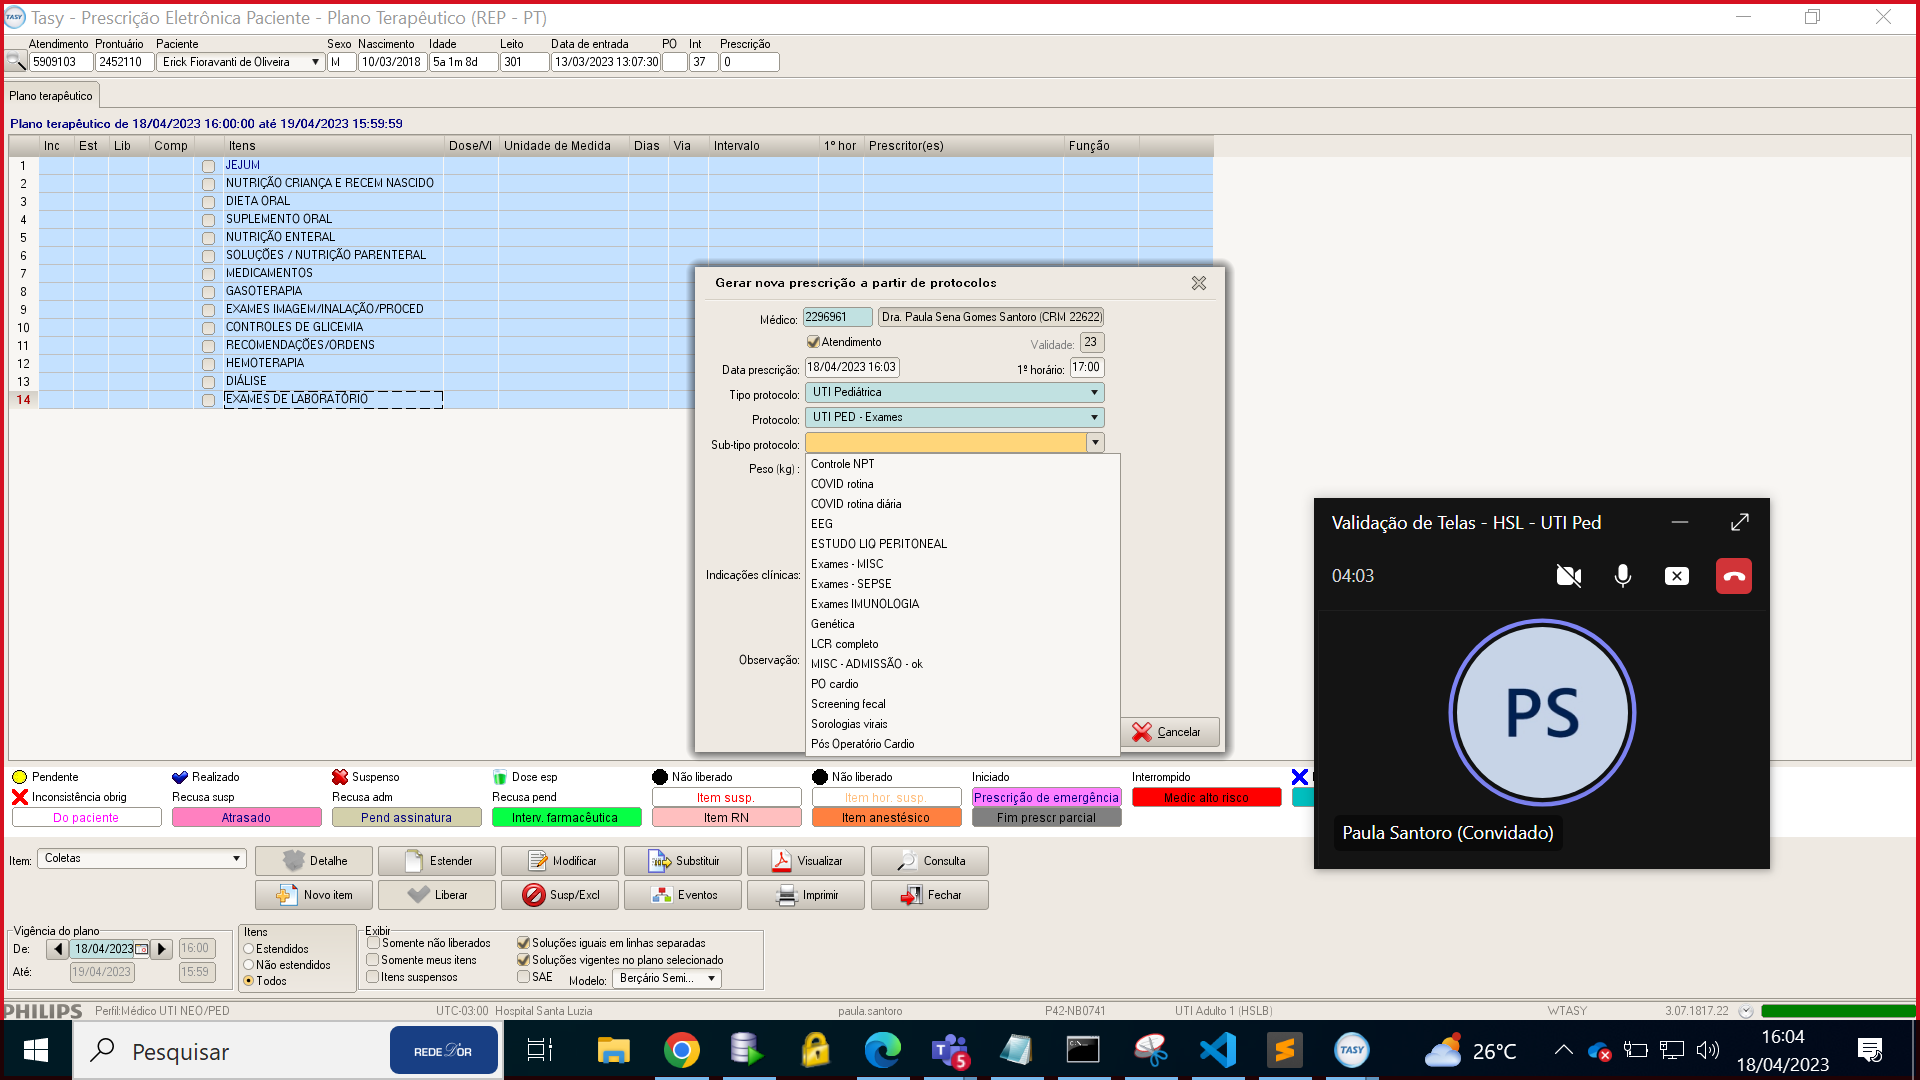 Tasy - Prescrição Eletrônica Paciente - Plano Terapêutico (REP - PT)
Atendimento Prontuário Paciente Sexo Nascimento Idade Leito Data de entrada PO Int Prescrição
5909103 2452110 Erick Fioravanti de Oliveira M 10/03/2018 5a 1m 8d 301 13/03/2023 13:07:30 37 0
Plano terapêutico
Plano terapêutico de 18/04/2023 16:00:00 até 19/04/2023 15:59:59
Inc Est Lib Comp Itens Dose/Vl Unidade de Medida Dias Via Intervalo 1º hor Prescritor(es) Função
1 JEJUM
2 NUTRIÇÃO CRIANÇA E RECEM NASCIDO
3 DIETA ORAL
4 SUPLEMENTO ORAL
5 NUTRIÇÃO ENTERAL
6 SOLUÇÕES / NUTRIÇÃO PARENTERAL
7 MEDICAMENTOS
8 GASOTERAPIA
9 EXAMES IMAGEM/INALAÇÃO/PROCED
10 CONTROLES DE GLICEMIA
11 RECOMENDAÇÕES/ORDENS
12 HEMOTERAPIA
13 DIÁLISE
14 EXAMES DE LABORATÓRIO
Gerar nova prescrição a partir de protocolos
Médico: 2296961 Dra. Paula Sena Gomes Santoro (CRM 22622)
Atendimento Validade: 23
Data prescrição: 18/04/2023 16:03 1º horário: 17:00
Tipo protocolo: UTI Pediátrica
Protocolo: UTI PED - Exames
Sub-tipo protocolo:
Peso (kg) :
Indicações clínicas:
Observação:
Controle NPT
COVID rotina
COVID rotina diária
EEG
ESTUDO LIQ PERITONEAL
Exames - MISC
Exames - SEPSE
Exames IMUNOLOGIA
Genética
LCR completo
MISC - ADMISSÃO - ok
PO cardio
Screening fecal
Sorologias virais
Pós Operatório Cardio
Cancelar
Validação de Telas - HSL - UTI Ped
04:03
PS
Paula Santoro (Convidado)
Pendente Realizado Suspenso Dose esp Não liberado Não liberado Iniciado Interrompido
Inconsistência obrig Recusa susp Recusa adm Recusa pend Item susp. Item hor. susp. Prescrição de emergência Medic alto risco
Do paciente Atrasado Pend assinatura Interv. farmacêutica Item RN Item anestésico Fim prescr parcial
Item: Coletas Detalhe Estender Modificar Substituir Visualizar Consulta
Novo item Liberar Susp/Excl Eventos Imprimir Fechar
Vigência do plano
De: 18/04/2023 16:00
Até: 19/04/2023 15:59
Itens
Estendidos
Não estendidos
Todos
Exibir
Somente não liberados Soluções iguais em linhas separadas
Somente meus itens Soluções vigentes no plano selecionado
Itens suspensos SAE Modelo: Berçário Semi...
PHILIPS Perfil:Médico UTI NEO/PED UTC-03:00 Hospital Santa Luzia paula.santoro P42-NB0741 UTI Adulto 1 (HSLB) WTASY 3.07.1817.22
Pesquisar REDE D'OR 5 TASY 26°C 16:04
18/04/2023